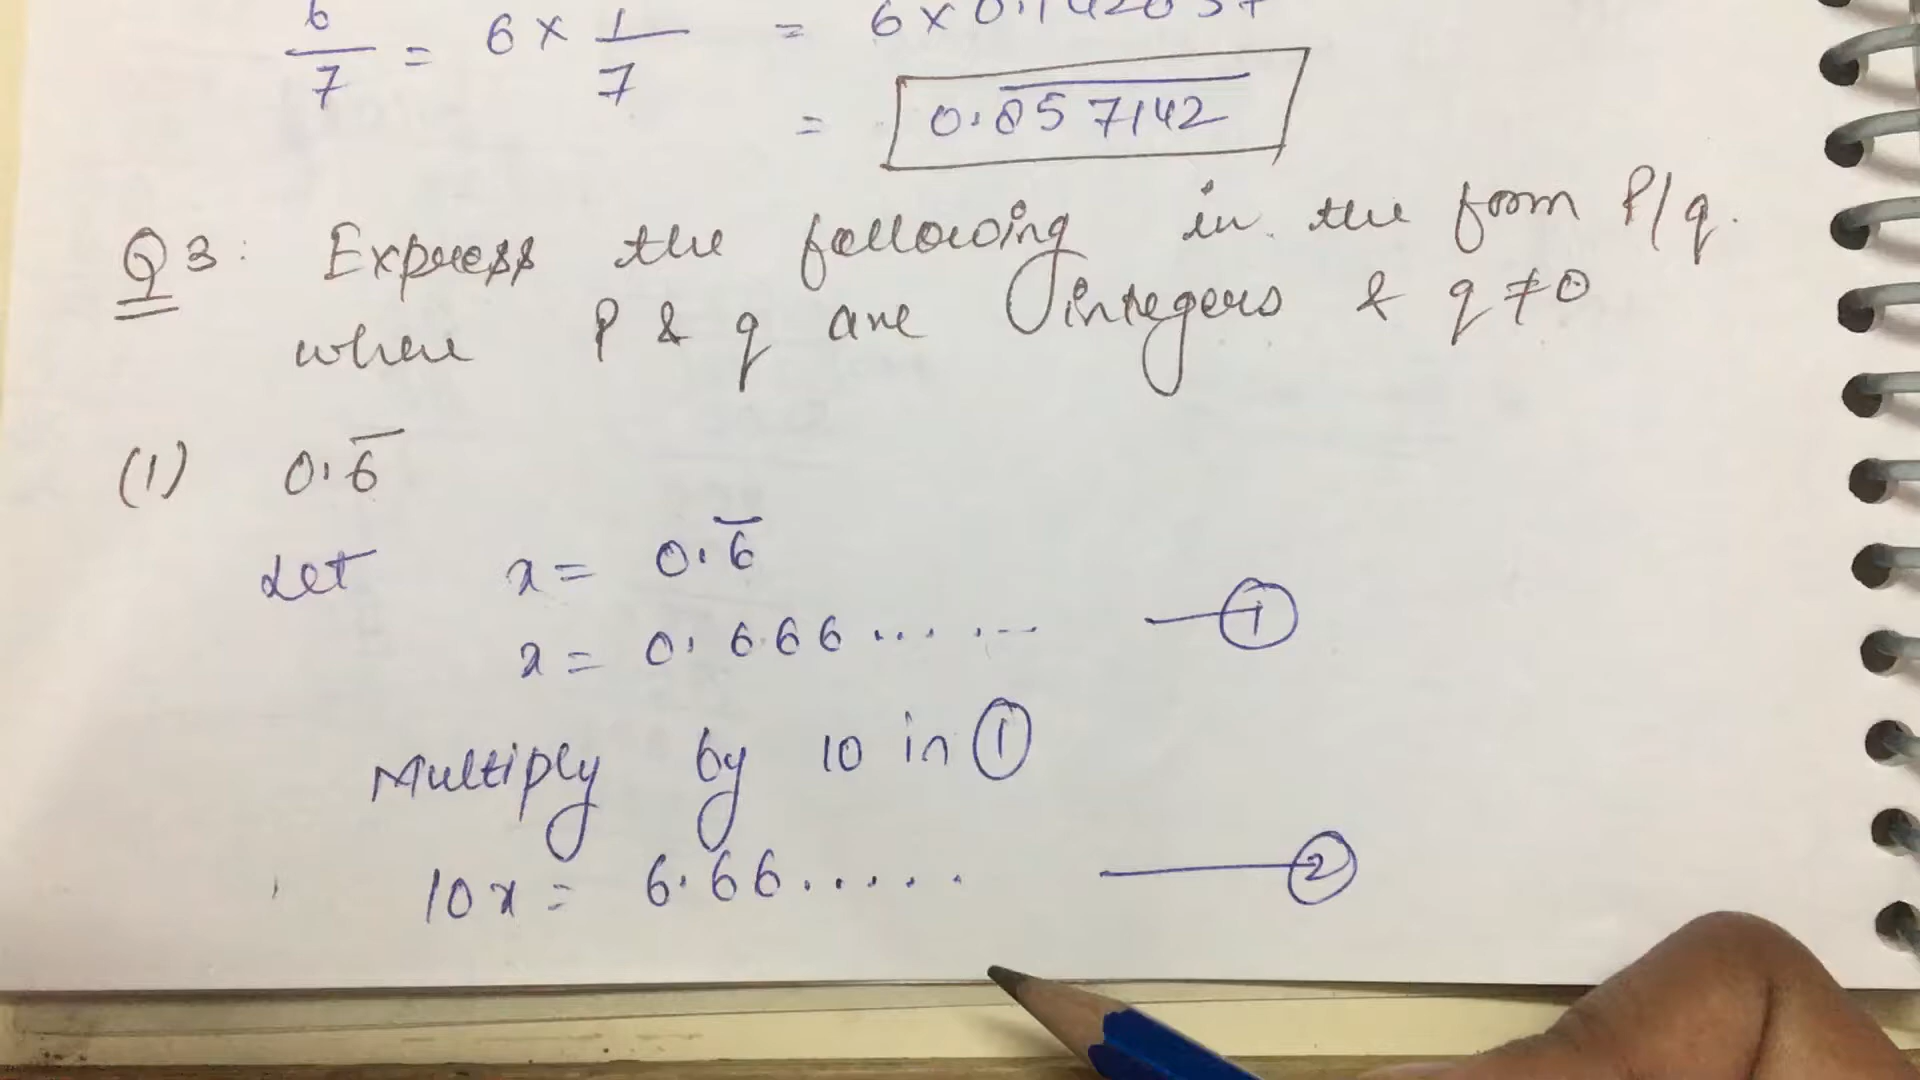 6/7 = 6 × 1/7 = 6 × 0.142857
= 0.\overline{857142}
Q3: Express the following in the form P/q.
where P & q are integers & q ≠ 0
(1) 0.6̅
Let x = 0.6̅
x = 0.666....... —①
Multiply by 10 in ①
10x = 6.66..... —②